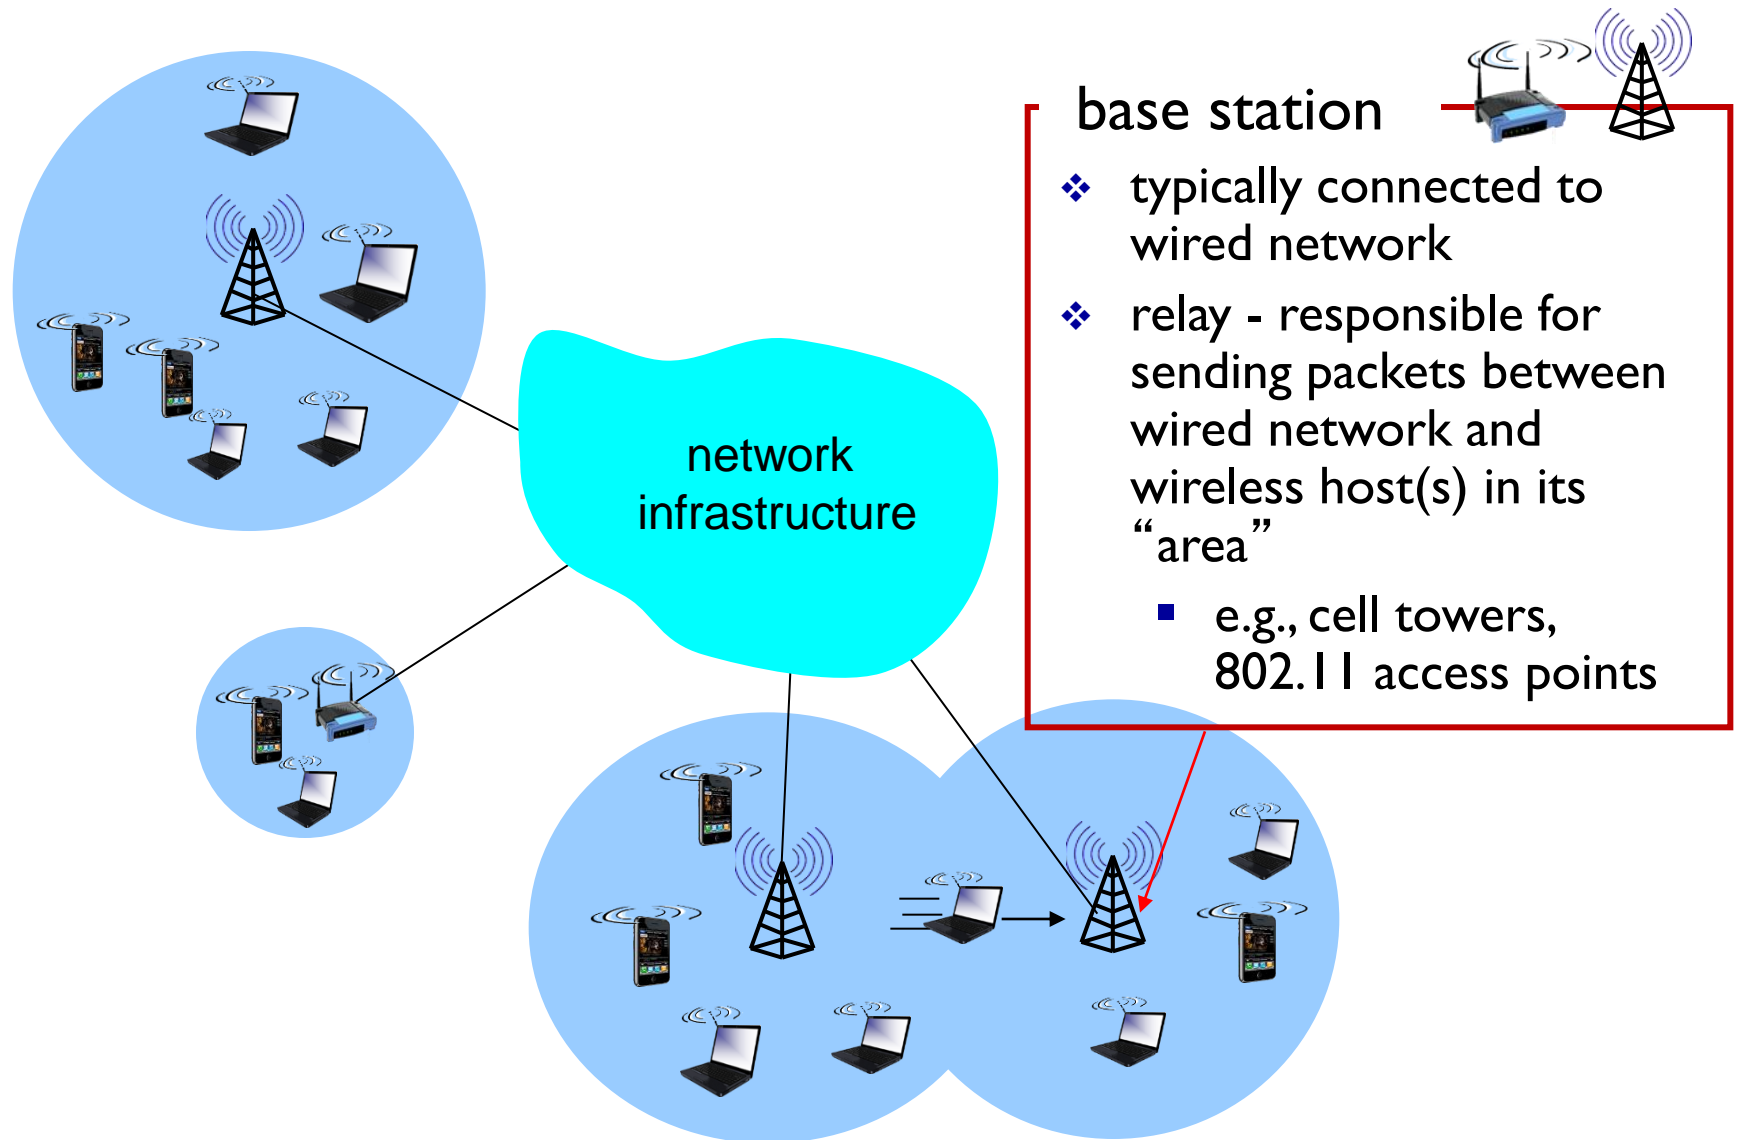 base station
typically connected to
wired network
relay - responsible for
sending packets between
wired network and
wireless host(s) in its
“area”
e.g., cell towers,
802.11 access points
network
infrastructure